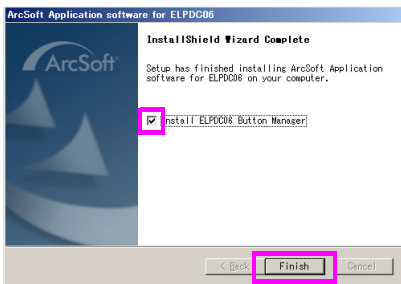 ArcSoft Application software for ELPDC06
ArcSoft
InstallShield Wizard Complete
Setup has finished installing ArcSoft Application
software for ELPDC06 on your computer.
Install ELPDC06 Button Manager
< Back
Finish
Cancel